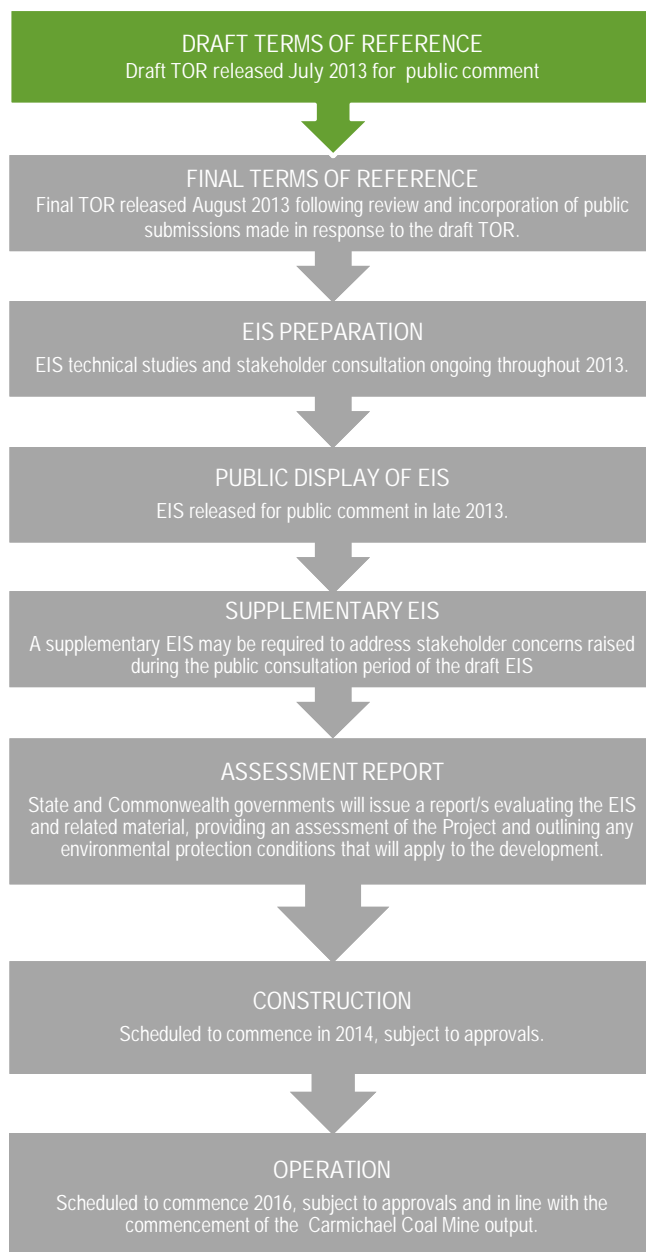 DRAFT TERMS OF REFERENCE
Draft TOR released July 2013 for public comment
FINAL TERMS OF REFERENCE
Final TOR released August 2013 following review and incorporation of public
submissions made in response to the draft TOR.
EIS PREPARATION
EIS technical studies and stakeholder consultation ongoing throughout 2013.
PUBLIC DISPLAY OF EIS
EIS released for public comment in late 2013.
SUPPLEMENTARY EIS
A supplementary EIS may be required to address stakeholder concerns raised
during the public consultation period of the draft EIS
ASSESSMENT REPORT
State and Commonwealth governments will issue a report/s evaluating the EIS
and related material, providing an assessment of the Project and outlining any
environmental protection conditions that will apply to the development.
CONSTRUCTION
Scheduled to commence in 2014, subject to approvals.
OPERATION
Scheduled to commence 2016, subject to approvals and in line with the
commencement of the Carmichael Coal Mine output.